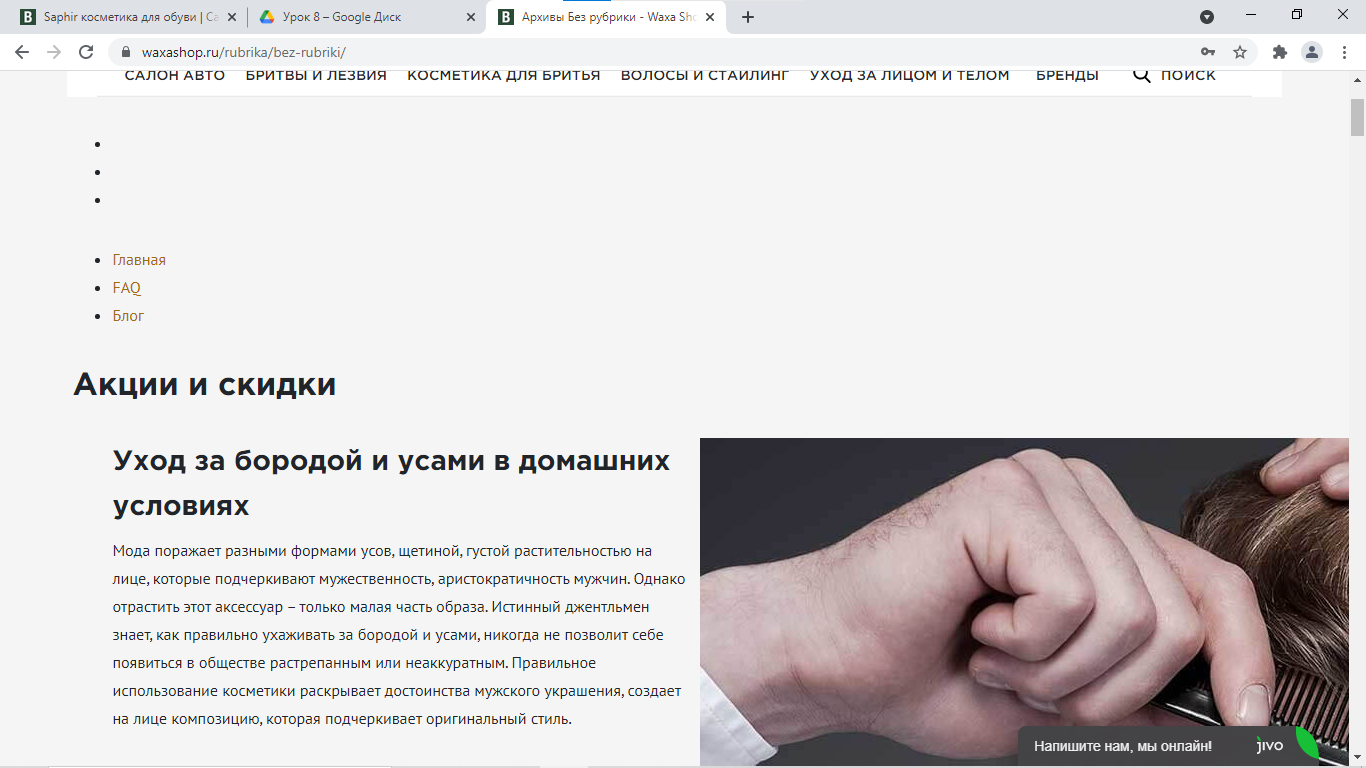 Saphir косметика для обуви | Са
Урок 8 – Google Диск
Архивы Без рубрики - Waxa Sho
waxashop.ru/rubrika/bez-rubriki/
САЛОН АВТО БРИТВЫ И ЛЕЗВИЯ КОСМЕТИКА ДЛЯ БРИТЬЯ ВОЛОСЫ И СТАЙЛИНГ УХОД ЗА ЛИЦОМ И ТЕЛОМ БРЕНДЫ ПОИСК
Главная
FAQ
Блог
Акции и скидки
Уход за бородой и усами в домашних
условиях
Мода поражает разными формами усов, щетиной, густой растительностью на
лице, которые подчеркивают мужественность, аристократичность мужчин. Однако
отрастить этот аксессуар – только малая часть образа. Истинный джентльмен
знает, как правильно ухаживать за бородой и усами, никогда не позволит себе
появиться в обществе растрепанным или неаккуратным. Правильное
использование косметики раскрывает достоинства мужского украшения, создает
на лице композицию, которая подчеркивает оригинальный стиль.
Напишите нам, мы онлайн! jivo